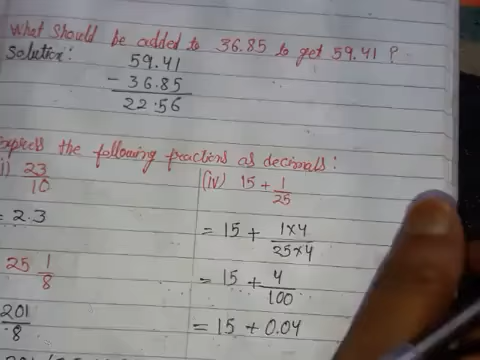 What should be added to 36.85 to get 59.41 ?
Solution:
59.41
- 36.85
22.56
the following fractions as decimals:
23
10
= 2.3
25 1
8
201
8
(iv) 15 + 1
25
= 15 + 1×4
25×4
= 15 + 4
100
= 15 + 0.04